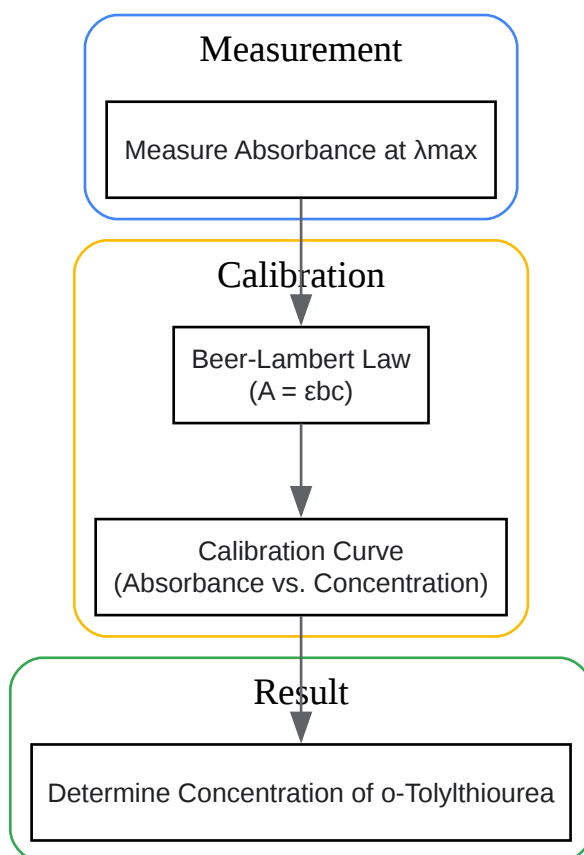 Measurement
Measure Absorbance at λmax
Calibration
Beer-Lambert Law
(A = εbc)
Calibration Curve
(Absorbance vs. Concentration)
Result
Determine Concentration of o-Tolylthiourea